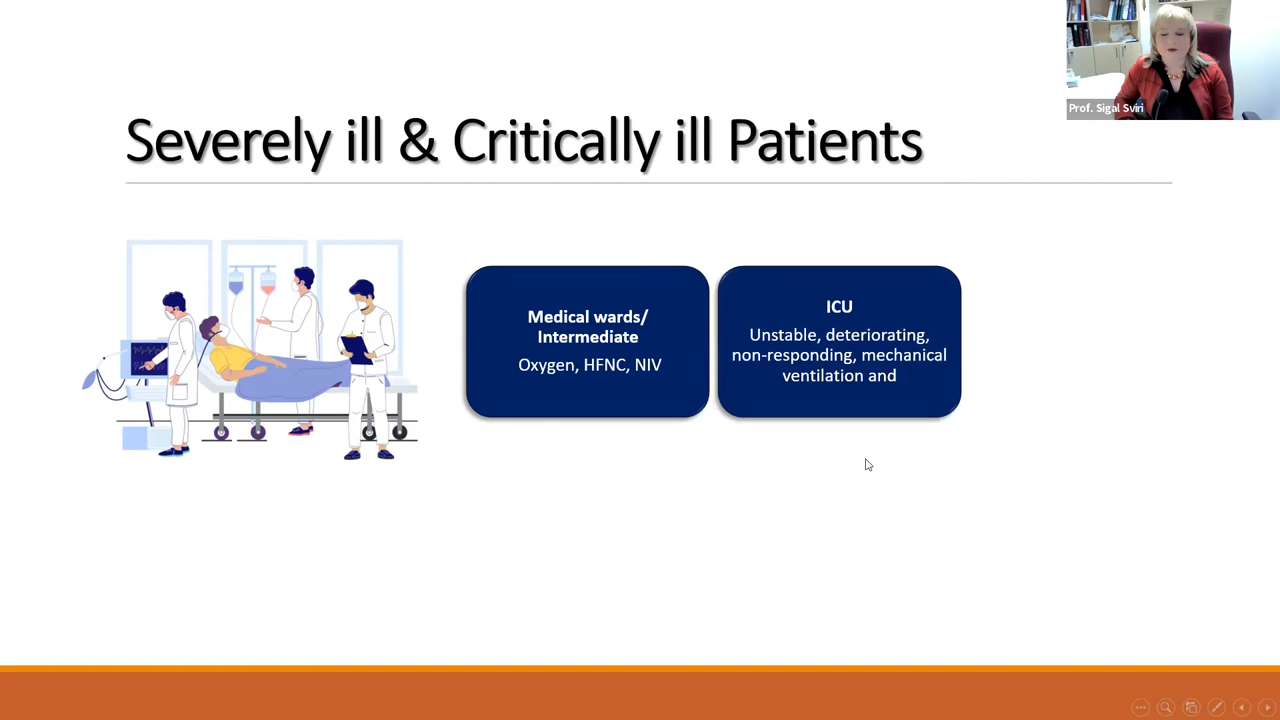 Prof. Sigal Sviri
Severely ill & Critically ill Patients
Medical wards/
Intermediate
Oxygen, HFNC, NIV
ICU
Unstable, deteriorating,
non-responding, mechanical
ventilation and